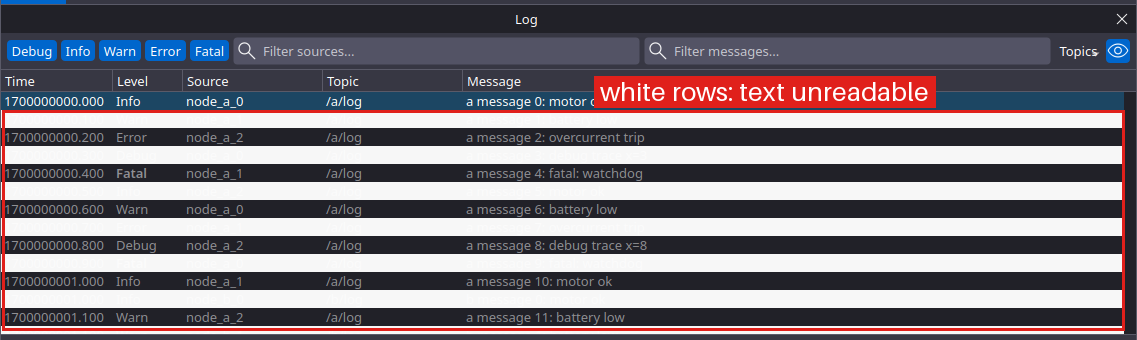 Log
Debug Info Warn Error Fatal Filter sources... Filter messages... Topics
Time Level Source Topic Message
white rows: text unreadable
1700000000.000 Info node_a_0 /a/log a message 0: motor
1700000000.200 Error node_a_2 /a/log a message 2: overcurrent trip
1700000000.400 Fatal node_a_1 /a/log a message 4: fatal: watchdog
1700000000.600 Warn node_a_0 /a/log a message 6: battery low
1700000000.800 Debug node_a_2 /a/log a message 8: debug trace x=8
1700000001.000 Info node_a_1 /a/log a message 10: motor ok
1700000001.100 Warn node_a_2 /a/log a message 11: battery low